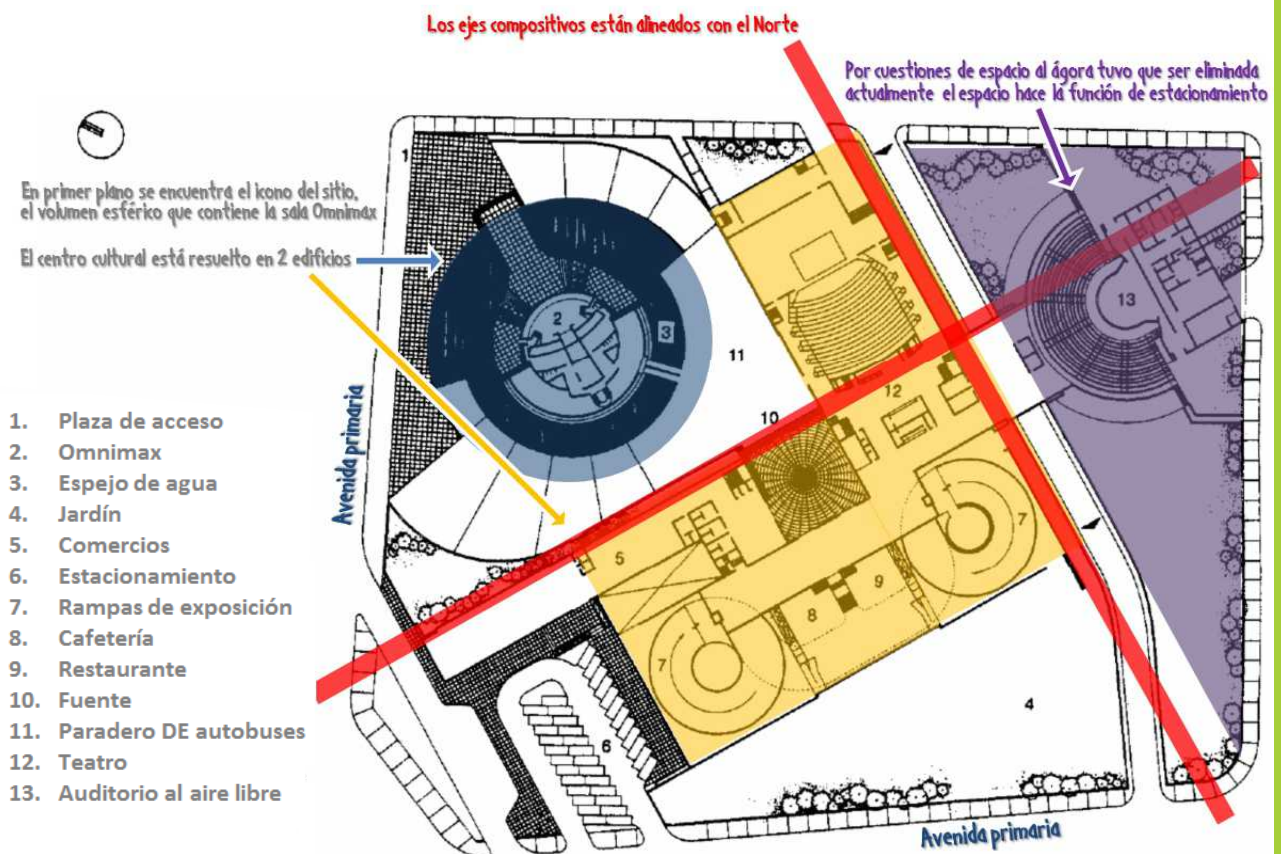 Los ejes compositivos están alineados con el Norte
Por cuestiones de espacio al ágora tuvo que ser eliminada
actualmente el espacio hace la función de estacionamiento
En primer plano se encuentra el icono del sitio,
el volumen esférico que contiene la sala Omnimax
El centro cultural está resuelto en 2 edificios
1
2
3
11
10
12
13
5
7
8
9
7
6
4
Avenida primaria
Avenida primaria
1. Plaza de acceso
2. Omnimax
3. Espejo de agua
4. Jardín
5. Comercios
6. Estacionamiento
7. Rampas de exposición
8. Cafetería
9. Restaurante
10. Fuente
11. Paradero DE autobuses
12. Teatro
13. Auditorio al aire libre